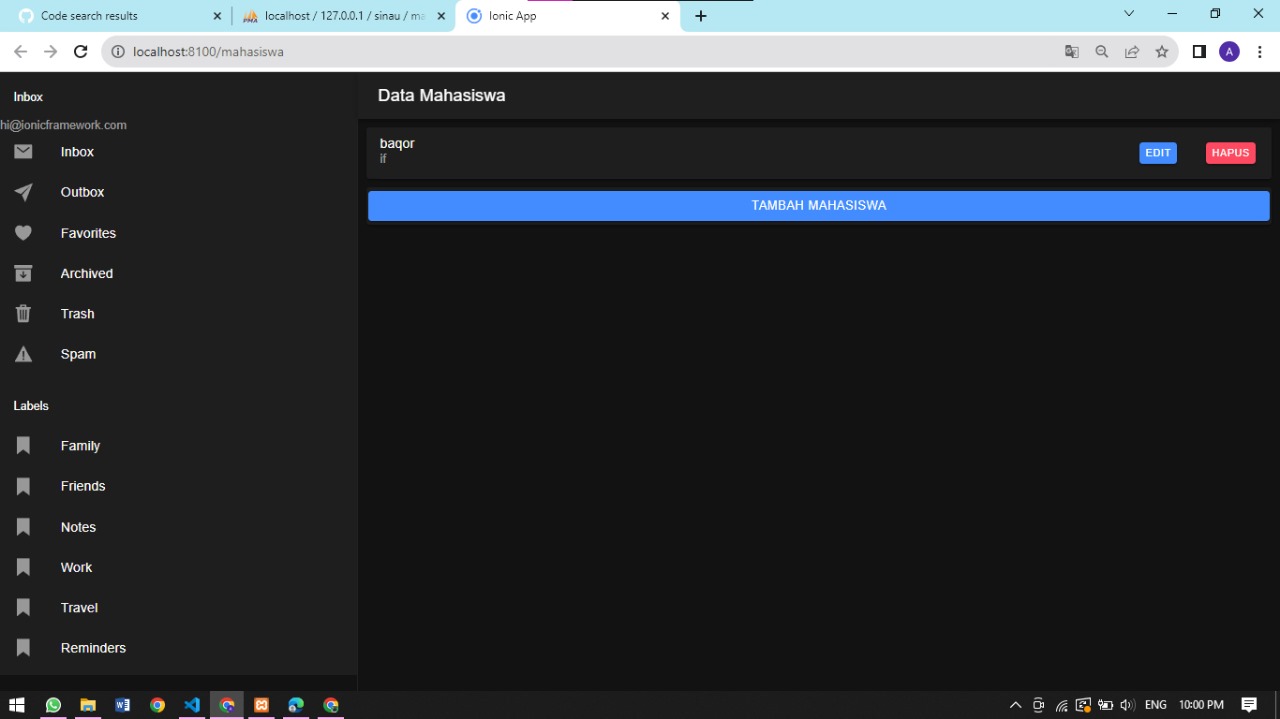 Code search results
localhost / 127.0.0.1 / sinau / ma
Ionic App
localhost:8100/mahasiswa
A
Inbox
hi@ionicframework.com
Inbox
Outbox
Favorites
Archived
Trash
Spam
Labels
Family
Friends
Notes
Work
Travel
Reminders
Data Mahasiswa
baqor
if
EDIT
HAPUS
TAMBAH MAHASISWA
ENG
10:00 PM